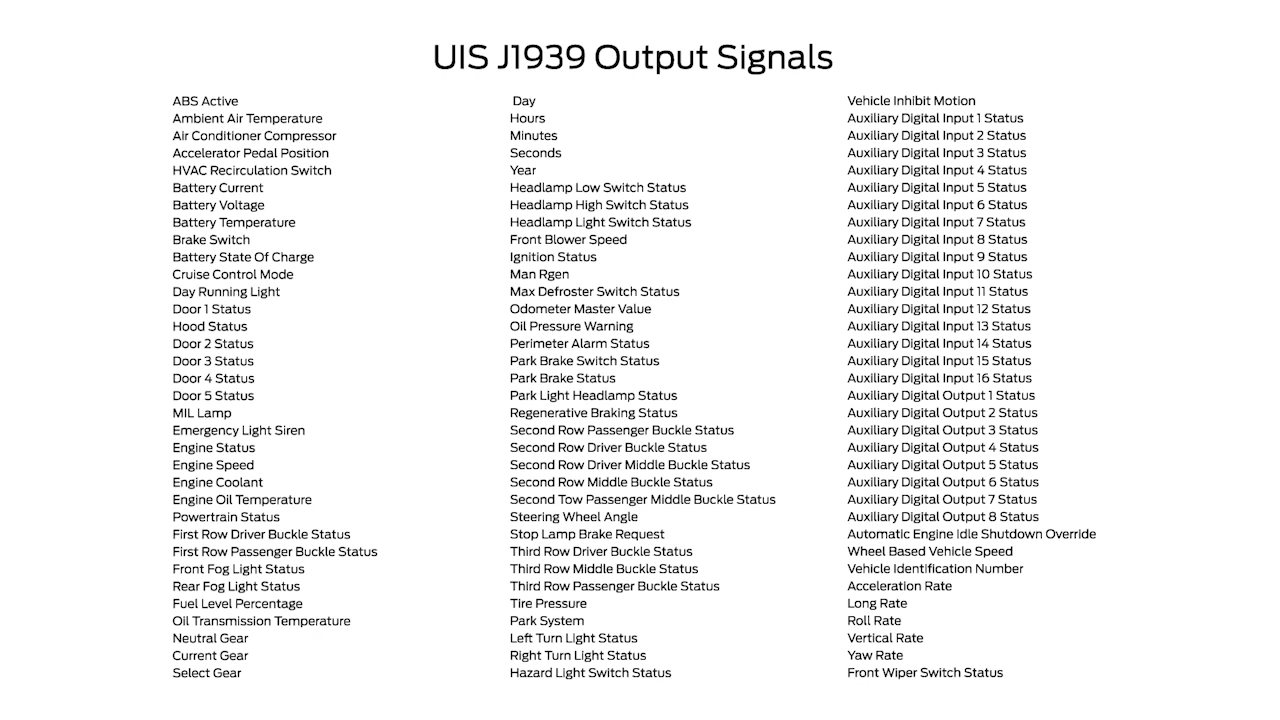 UIS J1939 Output Signals
ABS Active
Ambient Air Temperature
Air Conditioner Compressor
Accelerator Pedal Position
HVAC Recirculation Switch
Battery Current
Battery Voltage
Battery Temperature
Brake Switch
Battery State Of Charge
Cruise Control Mode
Day Running Light
Door 1 Status
Hood Status
Door 2 Status
Door 3 Status
Door 4 Status
Door 5 Status
MIL Lamp
Emergency Light Siren
Engine Status
Engine Speed
Engine Coolant
Engine Oil Temperature
Powertrain Status
First Row Driver Buckle Status
First Row Passenger Buckle Status
Front Fog Light Status
Rear Fog Light Status
Fuel Level Percentage
Oil Transmission Temperature
Neutral Gear
Current Gear
Select Gear
Day
Hours
Minutes
Seconds
Year
Headlamp Low Switch Status
Headlamp High Switch Status
Headlamp Light Switch Status
Front Blower Speed
Ignition Status
Man Rgen
Max Defroster Switch Status
Odometer Master Value
Oil Pressure Warning
Perimeter Alarm Status
Park Brake Switch Status
Park Brake Status
Park Light Headlamp Status
Regenerative Braking Status
Second Row Passenger Buckle Status
Second Row Driver Buckle Status
Second Row Driver Middle Buckle Status
Second Row Middle Buckle Status
Second Tow Passenger Middle Buckle Status
Steering Wheel Angle
Stop Lamp Brake Request
Third Row Driver Buckle Status
Third Row Middle Buckle Status
Third Row Passenger Buckle Status
Tire Pressure
Park System
Left Turn Light Status
Right Turn Light Status
Hazard Light Switch Status
Vehicle Inhibit Motion
Auxiliary Digital Input 1 Status
Auxiliary Digital Input 2 Status
Auxiliary Digital Input 3 Status
Auxiliary Digital Input 4 Status
Auxiliary Digital Input 5 Status
Auxiliary Digital Input 6 Status
Auxiliary Digital Input 7 Status
Auxiliary Digital Input 8 Status
Auxiliary Digital Input 9 Status
Auxiliary Digital Input 10 Status
Auxiliary Digital Input 11 Status
Auxiliary Digital Input 12 Status
Auxiliary Digital Input 13 Status
Auxiliary Digital Input 14 Status
Auxiliary Digital Input 15 Status
Auxiliary Digital Input 16 Status
Auxiliary Digital Output 1 Status
Auxiliary Digital Output 2 Status
Auxiliary Digital Output 3 Status
Auxiliary Digital Output 4 Status
Auxiliary Digital Output 5 Status
Auxiliary Digital Output 6 Status
Auxiliary Digital Output 7 Status
Auxiliary Digital Output 8 Status
Automatic Engine Idle Shutdown Override
Wheel Based Vehicle Speed
Vehicle Identification Number
Acceleration Rate
Long Rate
Roll Rate
Vertical Rate
Yaw Rate
Front Wiper Switch Status